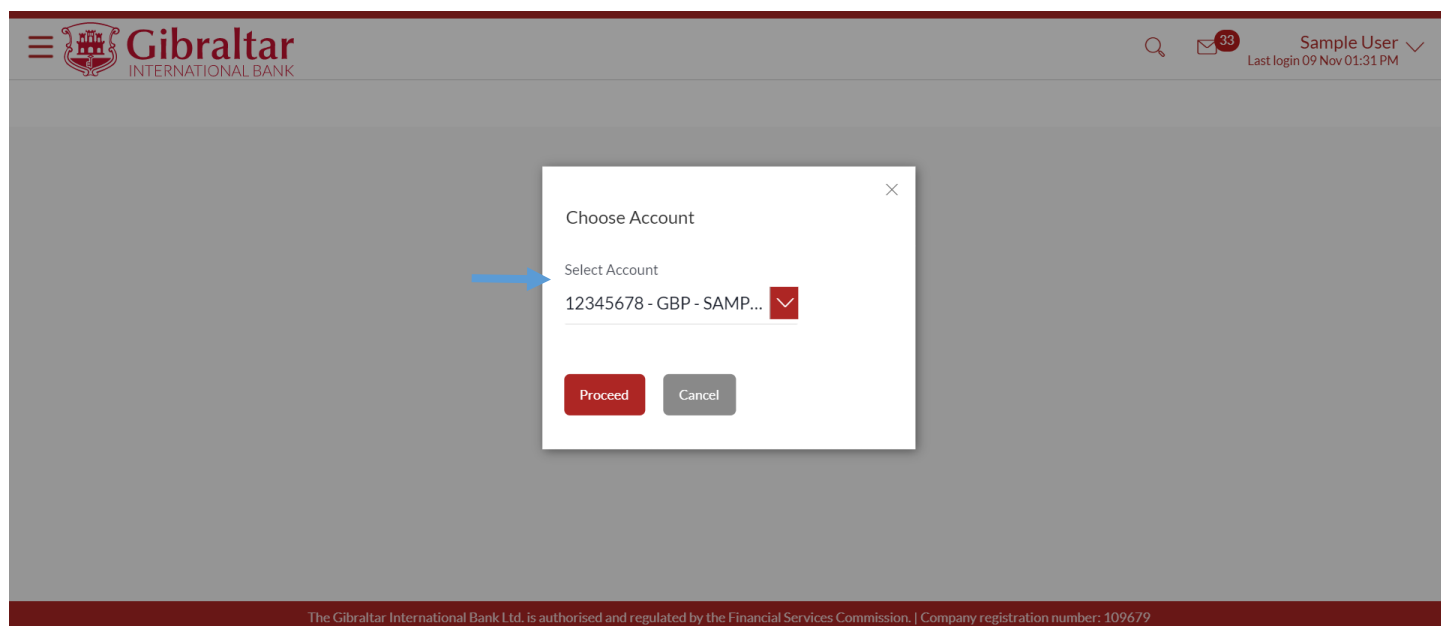 Gibraltar
INTERNATIONAL BANK
33
Sample User
Last login 09 Nov 01:31 PM
Choose Account
Select Account
12345678 - GBP - SAMP...
Proceed
Cancel
The Gibraltar International Bank Ltd. is authorised and regulated by the Financial Services Commission. | Company registration number: 109679